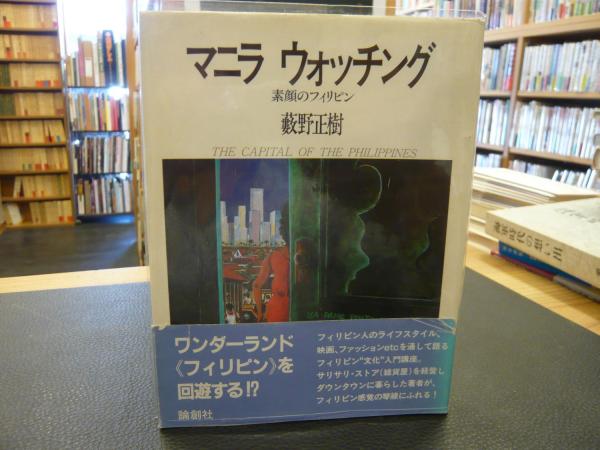 マニラ ウォッチング
素顔のフィリピン
藪野正樹
THE CAPITAL OF THE PHILIPPINES
ワンダーランド
《フィリピン》を
回遊する!?
論創社
フィリピン人のライフスタイル、
映画、ファッションetcを通して語る
フィリピン“文化”入門講座。
サリサリ・ストア(雑貨屋)を経営し
ダウンタウンに暮らした著者が、
フィリピン感覚の琴線にふれる!
時代の想い出